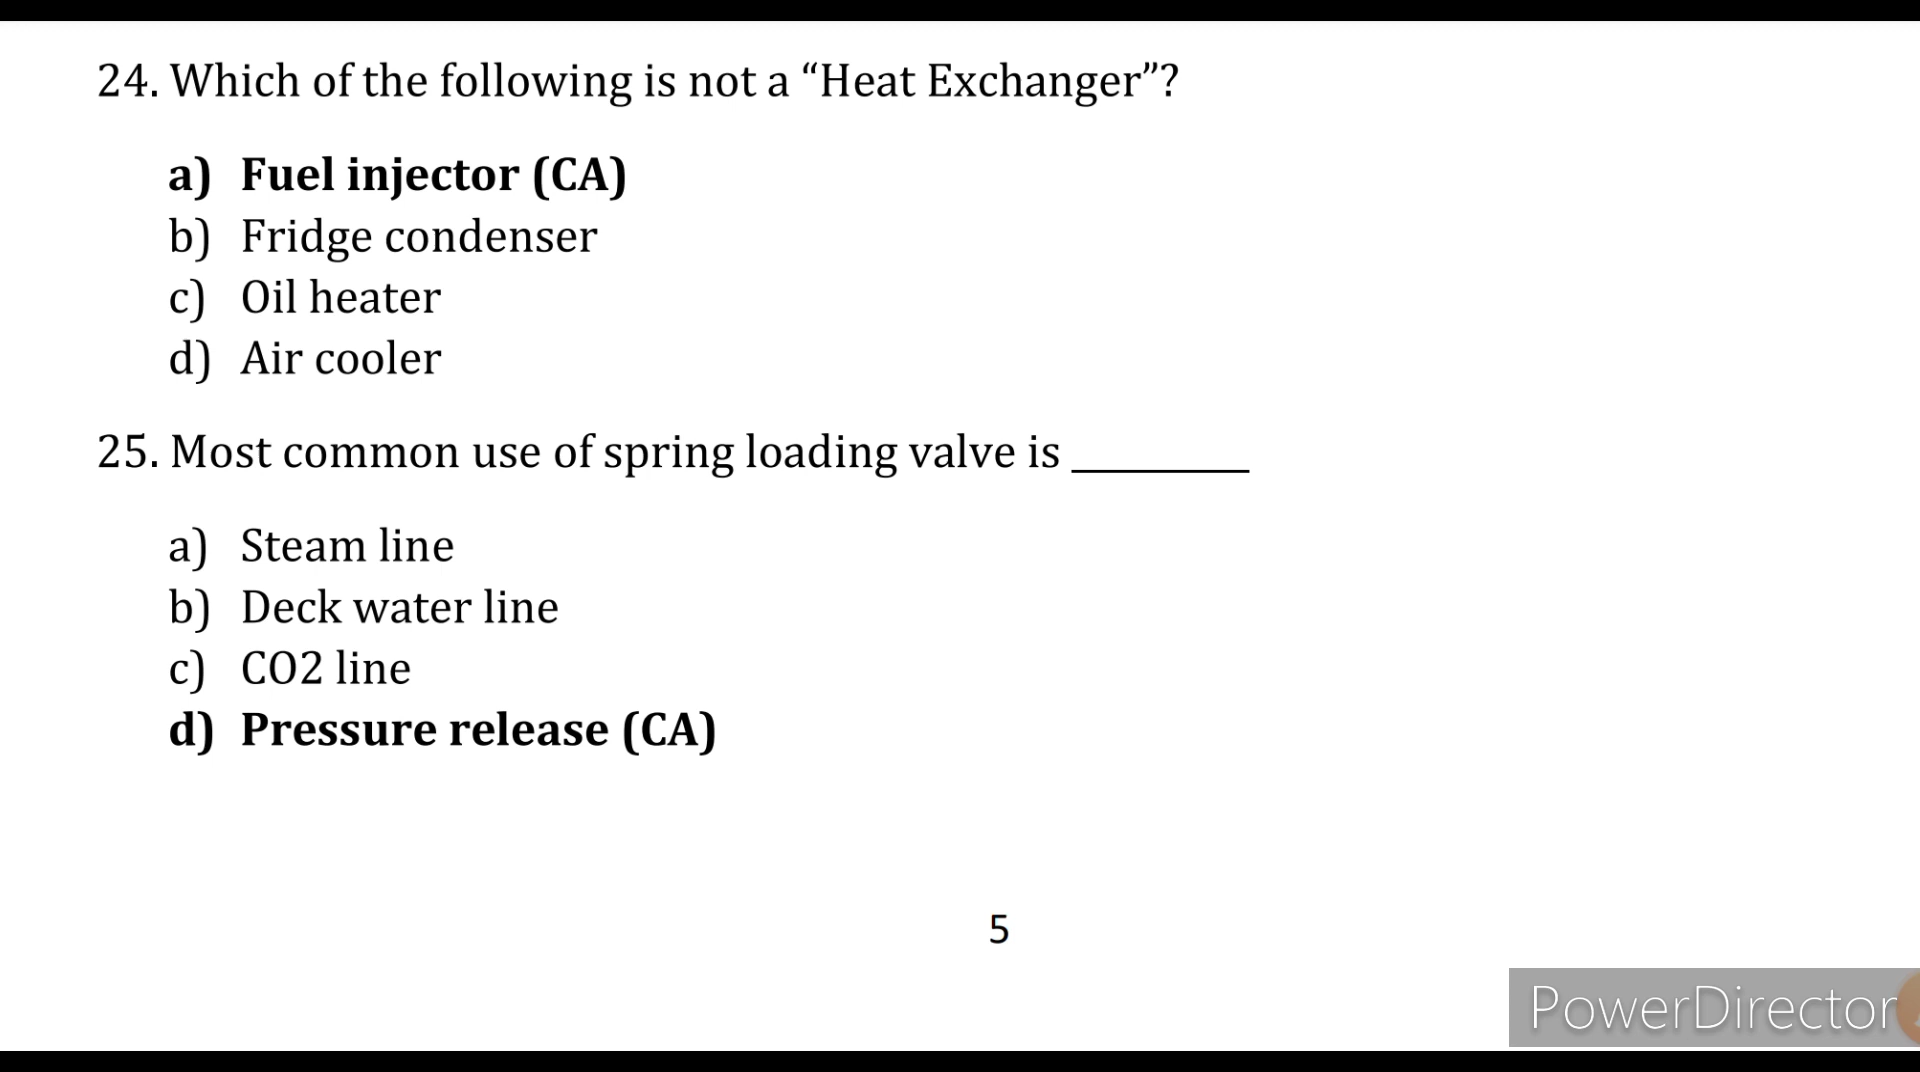 24. Which of the following is not a “Heat Exchanger”?
a) Fuel injector (CA)
b) Fridge condenser
c) Oil heater
d) Air cooler
25. Most common use of spring loading valve is ________
a) Steam line
b) Deck water line
c) CO2 line
d) Pressure release (CA)
5
PowerDirector